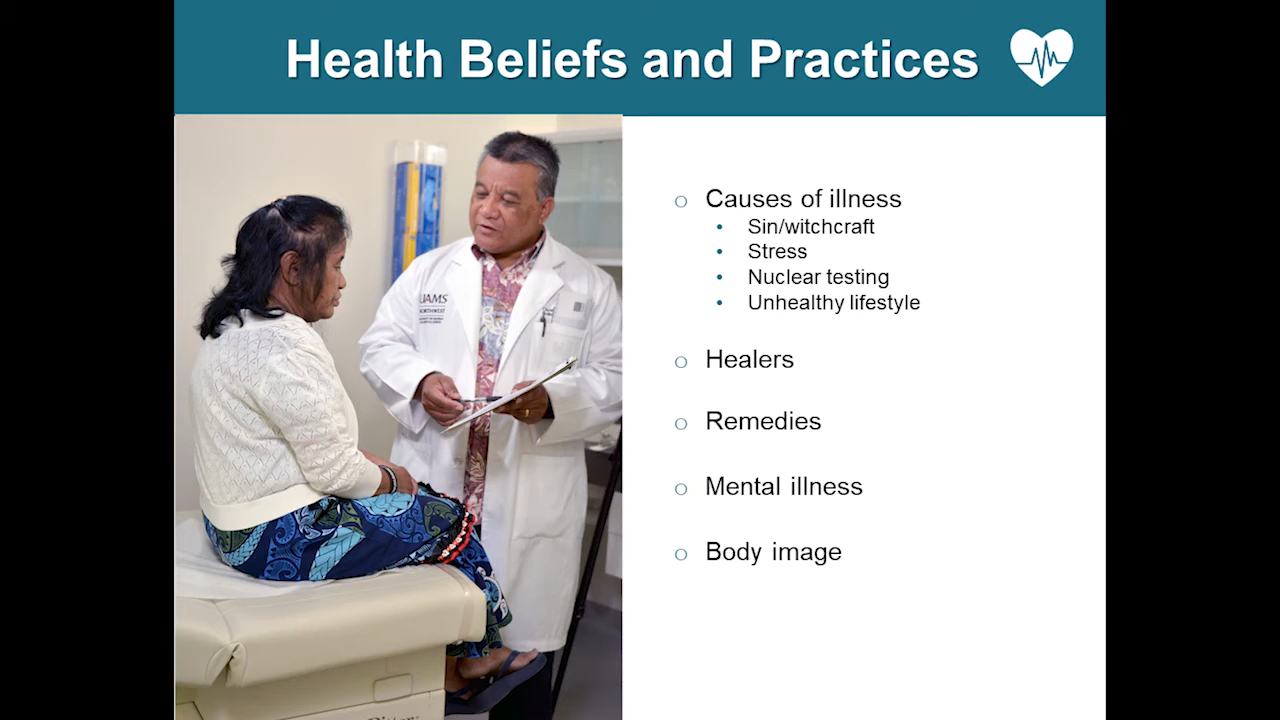 Health Beliefs and Practices
o Causes of illness
• Sin/witchcraft
• Stress
• Nuclear testing
• Unhealthy lifestyle
o Healers
o Remedies
o Mental illness
o Body image
UAMS
NORTHWEST